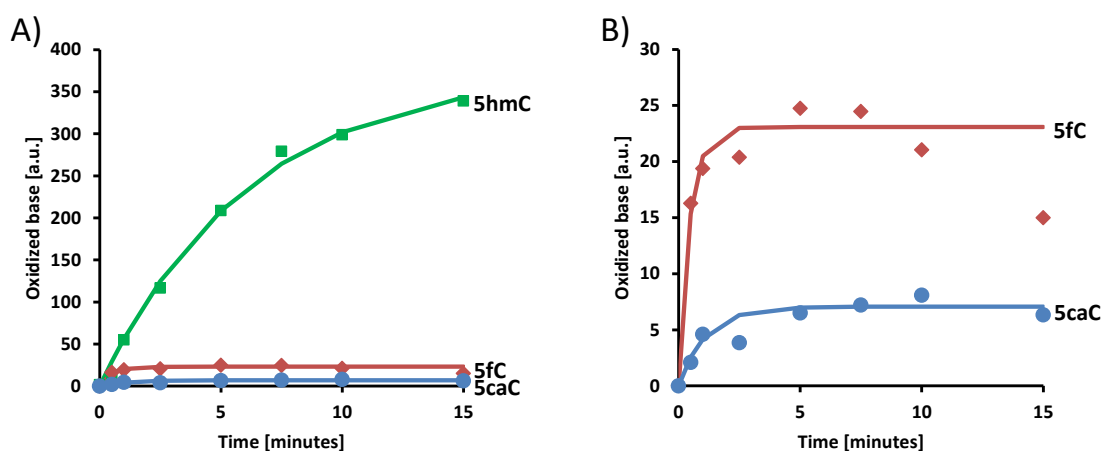 A)
Oxidized base [a.u.]
400
350
300
250
200
150
100
50
0
5hmC
5fC
5caC
0 5 10 15
Time [minutes]
B)
Oxidized base [a.u.]
30
25
20
15
10
5
0
5fC
5caC
0 5 10 15
Time [minutes]